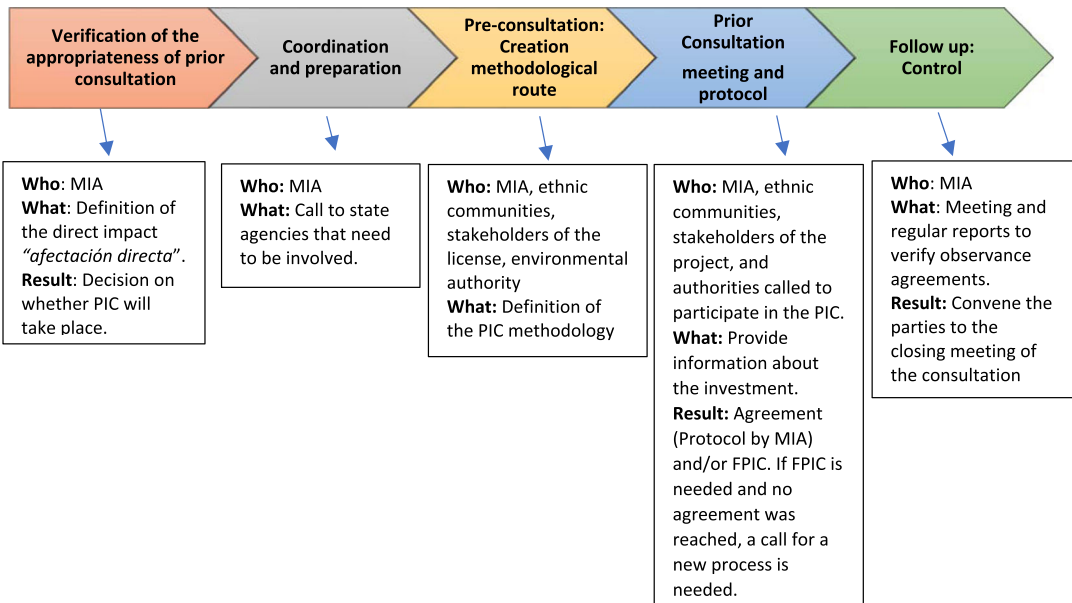 Verification of the
appropriateness of prior
consultation
Coordination
and preparation
Pre-consultation:
Creation
methodological
route
Prior
Consultation
meeting and
protocol
Follow up:
Control
Who: MIA
What: Definition of
the direct impact
“afectación directa”.
Result: Decision on
whether PIC will
take place.
Who: MIA
What: Call to state
agencies that need
to be involved.
Who: MIA, ethnic
communities,
stakeholders of the
license, environmental
authority
What: Definition of
the PIC methodology
Who: MIA, ethnic
communities,
stakeholders of the
project, and
authorities called to
participate in the PIC.
What: Provide
information about
the investment.
Result: Agreement
(Protocol by MIA)
and/or FPIC. If FPIC is
needed and no
agreement was
reached, a call for a
new process is
needed.
Who: MIA
What: Meeting and
regular reports to
verify observance
agreements.
Result: Convene the
parties to the
closing meeting of
the consultation